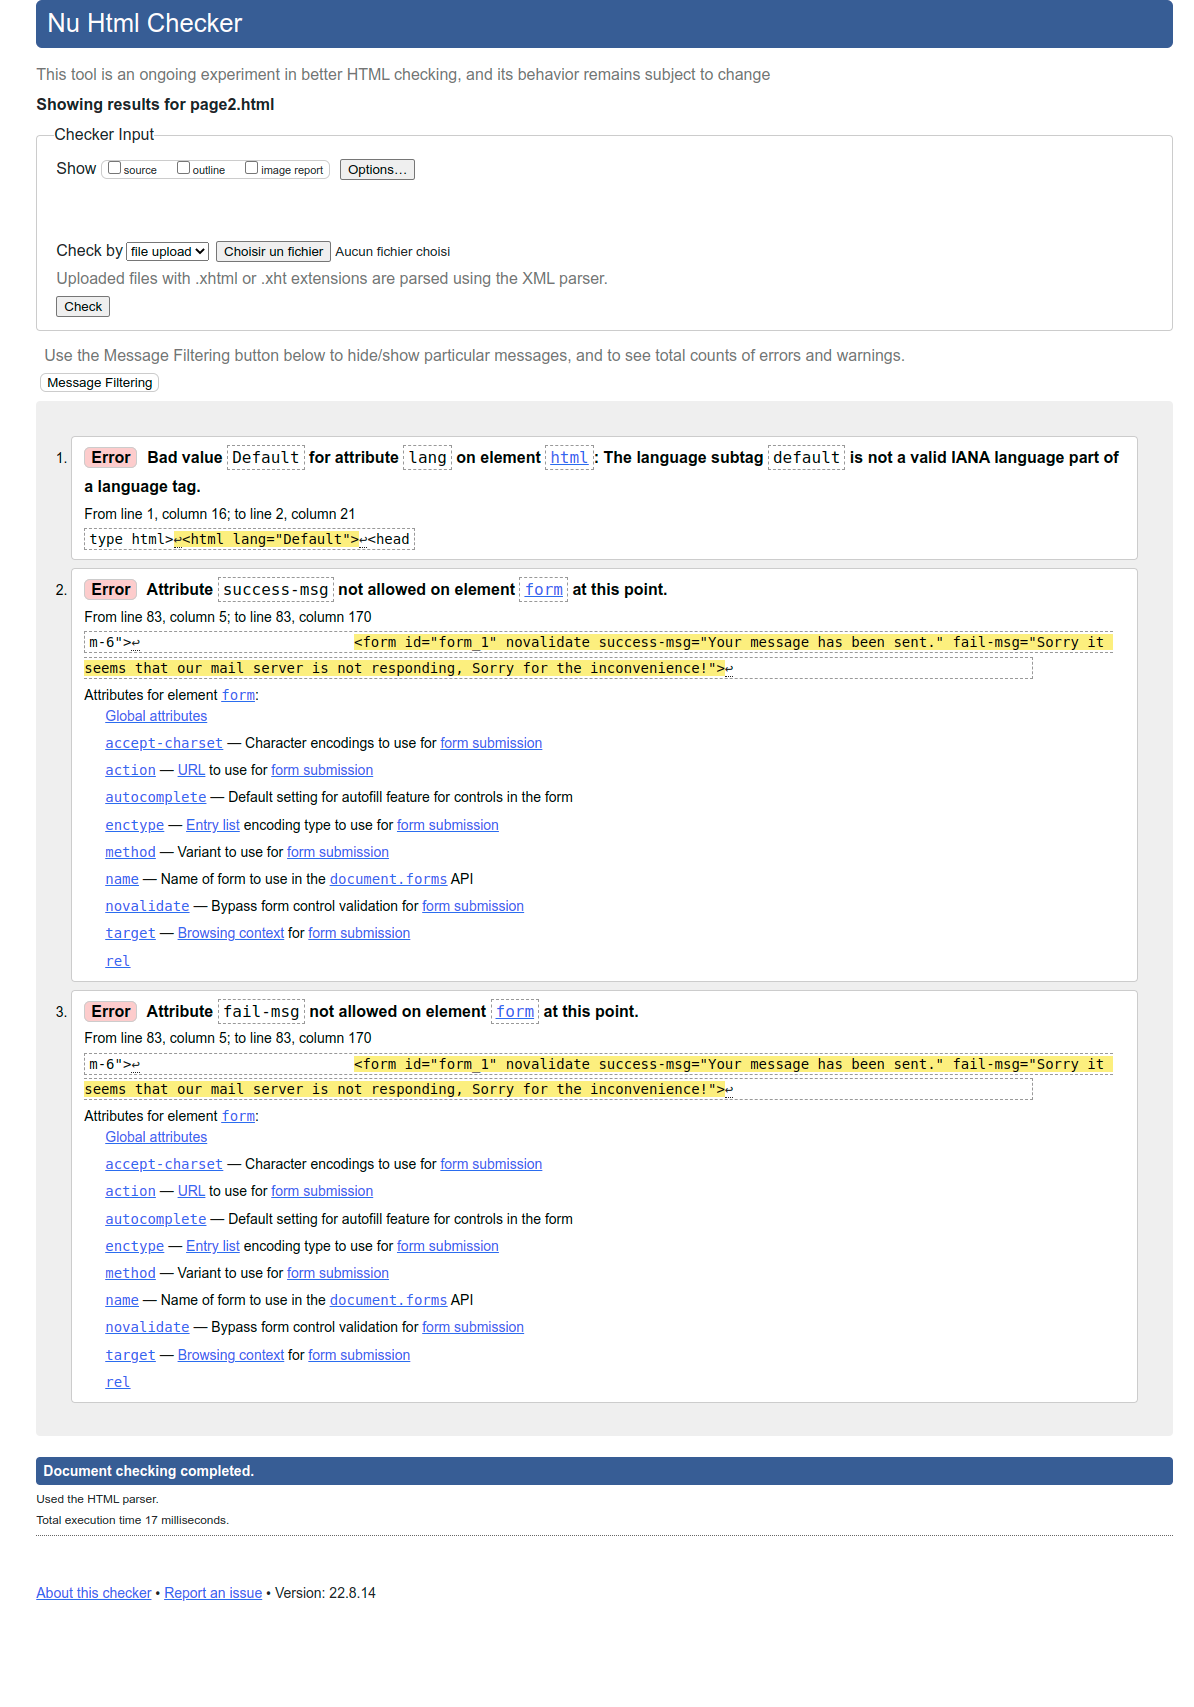 Nu Html Checker
This tool is an ongoing experiment in better HTML checking, and its behavior remains subject to change
Showing results for page2.html
Checker Input
Show source outline image report Options...
Check by file upload Choisir un fichier Aucun fichier choisi
Uploaded files with .xhtml or .xht extensions are parsed using the XML parser.
Check
Use the Message Filtering button below to hide/show particular messages, and to see total counts of errors and warnings.
Message Filtering
1. Error Bad value Default for attribute lang on element html: The language subtag default is not a valid IANA language part of
a language tag.
From line 1, column 16; to line 2, column 21
type html>↩<html lang="Default">↩<head
2. Error Attribute success-msg not allowed on element form at this point.
From line 83, column 5; to line 83, column 170
m-6">↩ <form id="form_1" novalidate success-msg="Your message has been sent." fail-msg="Sorry it
seems that our mail server is not responding, Sorry for the inconvenience!">↩
Attributes for element form:
Global attributes
accept-charset — Character encodings to use for form submission
action — URL to use for form submission
autocomplete — Default setting for autofill feature for controls in the form
enctype — Entry list encoding type to use for form submission
method — Variant to use for form submission
name — Name of form to use in the document.forms API
novalidate — Bypass form control validation for form submission
target — Browsing context for form submission
rel
3. Error Attribute fail-msg not allowed on element form at this point.
From line 83, column 5; to line 83, column 170
m-6">↩ <form id="form_1" novalidate success-msg="Your message has been sent." fail-msg="Sorry it
seems that our mail server is not responding, Sorry for the inconvenience!">↩
Attributes for element form:
Global attributes
accept-charset — Character encodings to use for form submission
action — URL to use for form submission
autocomplete — Default setting for autofill feature for controls in the form
enctype — Entry list encoding type to use for form submission
method — Variant to use for form submission
name — Name of form to use in the document.forms API
novalidate — Bypass form control validation for form submission
target — Browsing context for form submission
rel
Document checking completed.
Used the HTML parser.
Total execution time 17 milliseconds.
About this checker • Report an issue • Version: 22.8.14